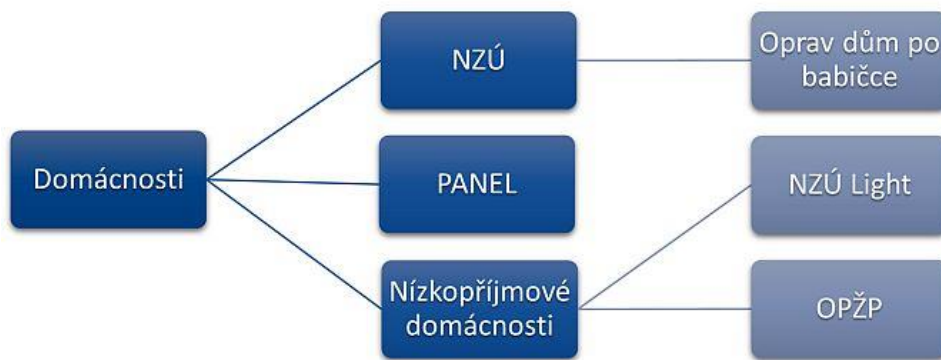 NZÚ
Oprav dům po
babičce
Domácnosti
PANEL
NZÚ Light
Nízkopříjmové
domácnosti
OPŽP